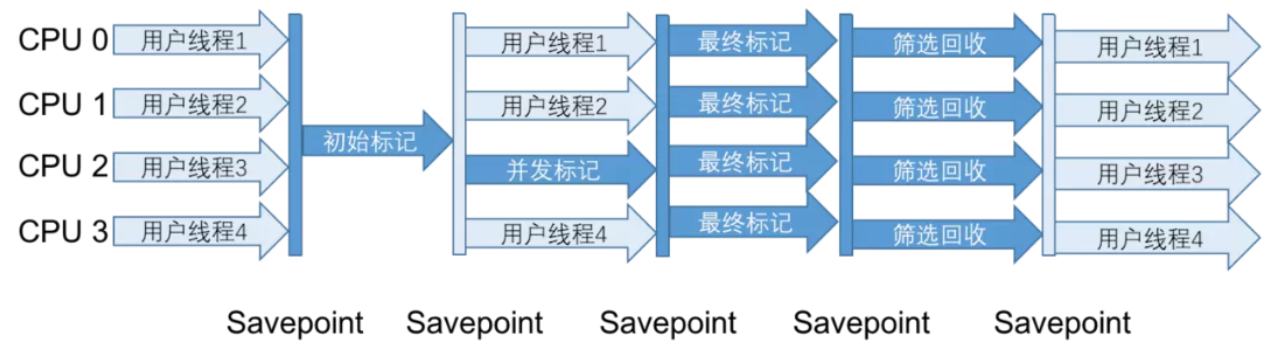 CPU 0 用户线程1 用户线程1 最终标记 筛选回收 用户线程1
CPU 1 用户线程2 用户线程2 最终标记 筛选回收 用户线程2
初始标记
CPU 2 用户线程3 并发标记 最终标记 筛选回收 用户线程3
CPU 3 用户线程4 用户线程4 最终标记 筛选回收 用户线程4
Savepoint Savepoint Savepoint Savepoint Savepoint